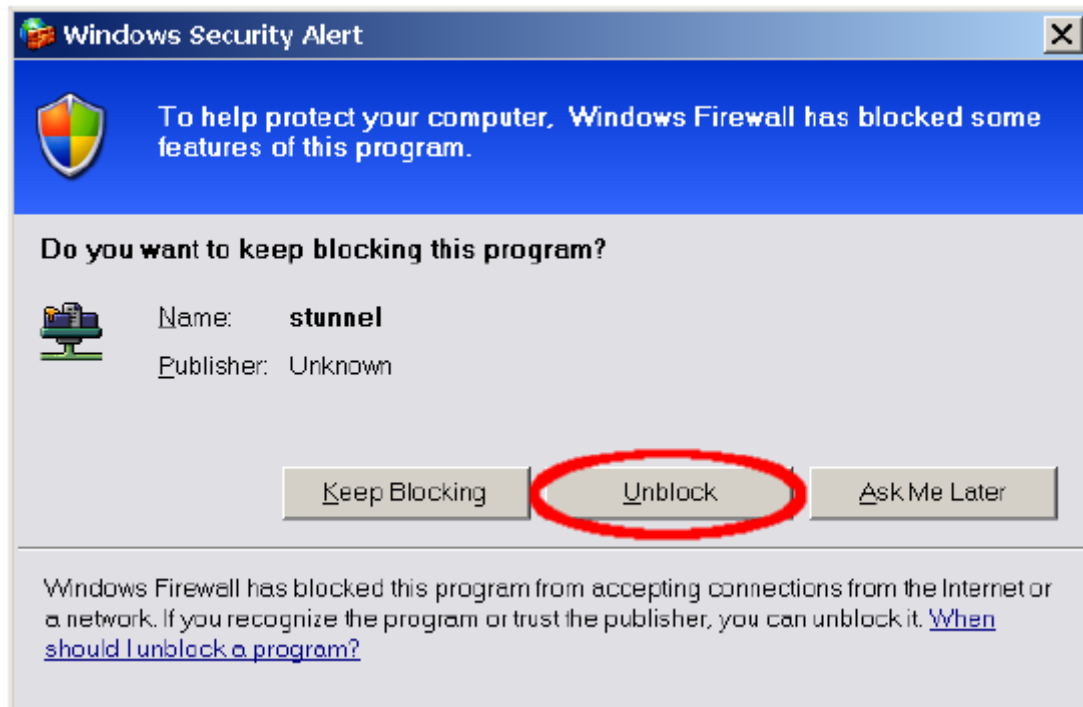 Windows Security Alert
To help protect your computer, Windows Firewall has blocked some
features of this program.
Do you want to keep blocking this program?
Name: stunnel
Publisher: Unknown
Keep Blocking Unblock Ask Me Later
Windows Firewall has blocked this program from accepting connections from the Internet or
a network. If you recognize the program or trust the publisher, you can unblock it. When
should I unblock a program?